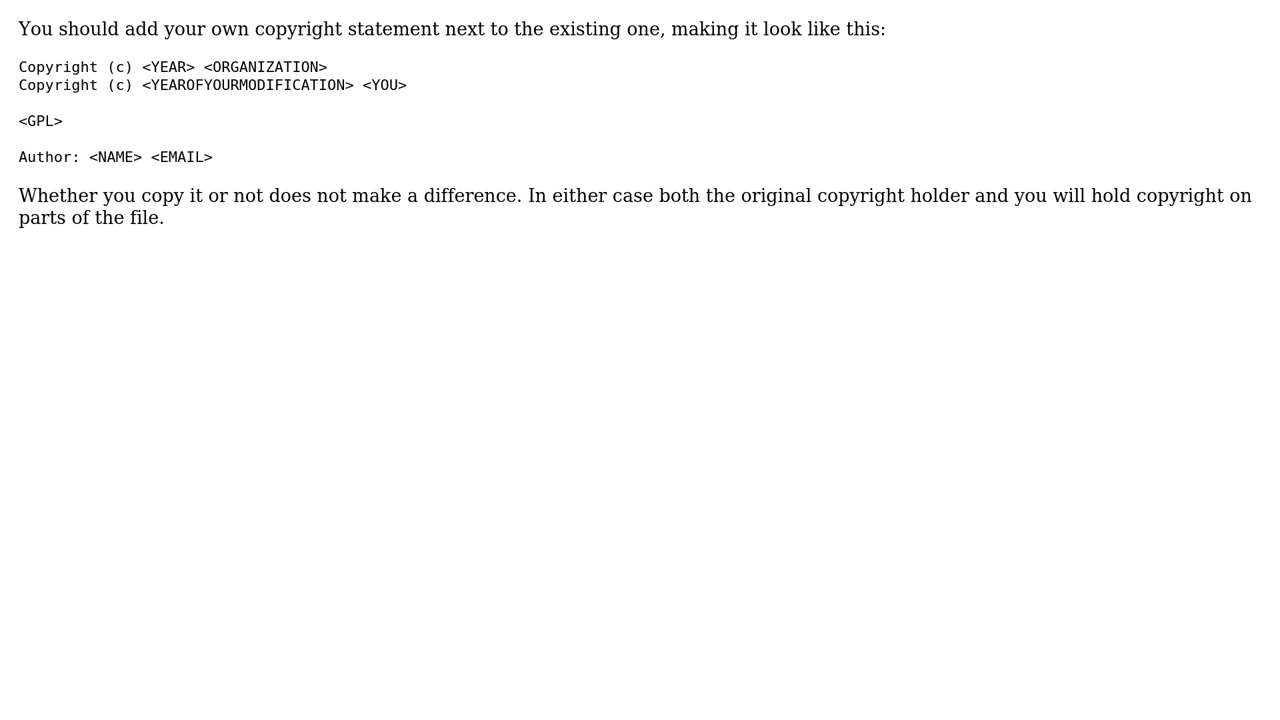 You should add your own copyright statement next to the existing one, making it look like this:
Copyright (c) <YEAR> <ORGANIZATION>
Copyright (c) <YEAROFYOURMODIFICATION> <YOU>
<GPL>
Author: <NAME> <EMAIL>
Whether you copy it or not does not make a difference. In either case both the original copyright holder and you will hold copyright on
parts of the file.